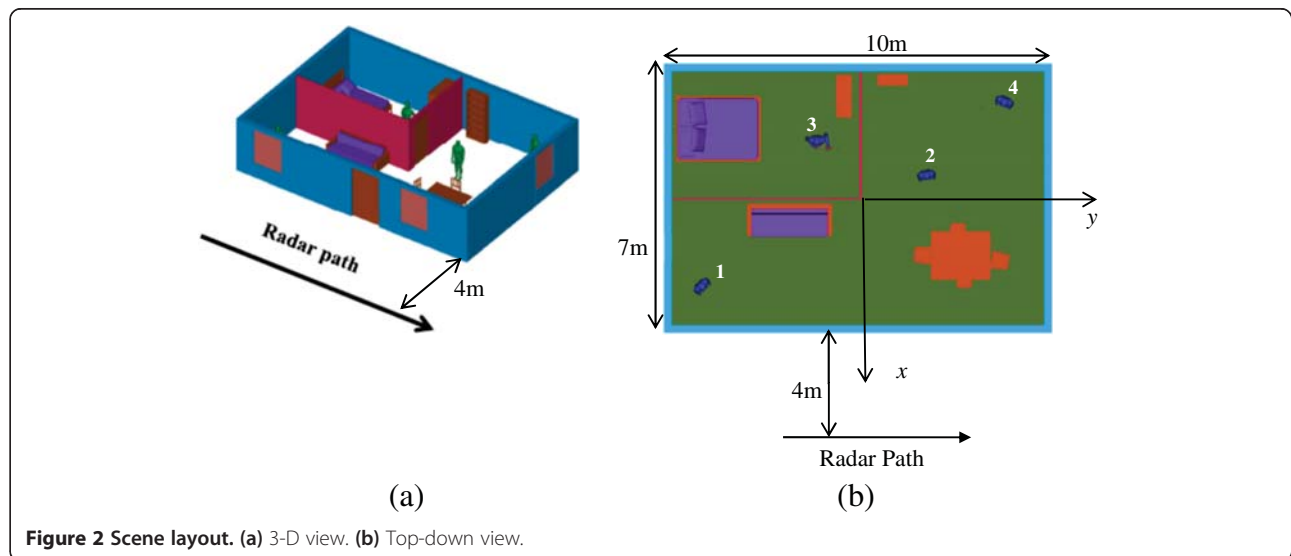 Radar path
4m
(a)
10m
7m
4
3
2
1
y
x
4m
Radar Path
(b)
Figure 2 Scene layout. (a) 3-D view. (b) Top-down view.